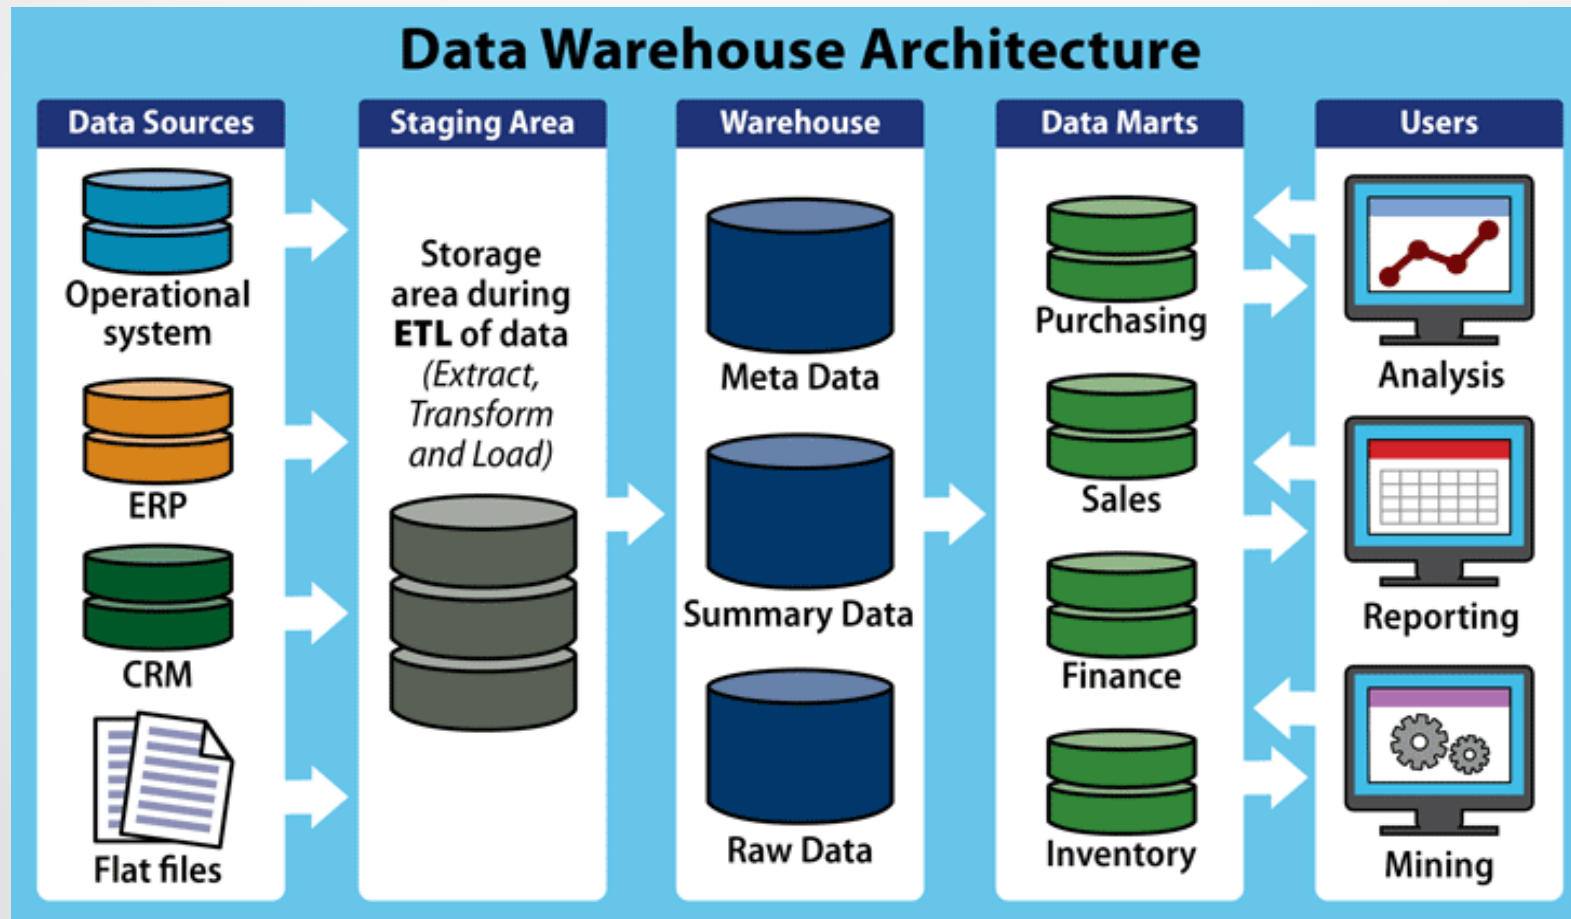 Data Warehouse Architecture
Data Sources
Operational
system
ERP
CRM
Flat files
Staging Area
Storage
area during
ETL of data
(Extract,
Transform
and Load)
Warehouse
Meta Data
Summary Data
Raw Data
Data Marts
Purchasing
Sales
Finance
Inventory
Users
Analysis
Reporting
Mining